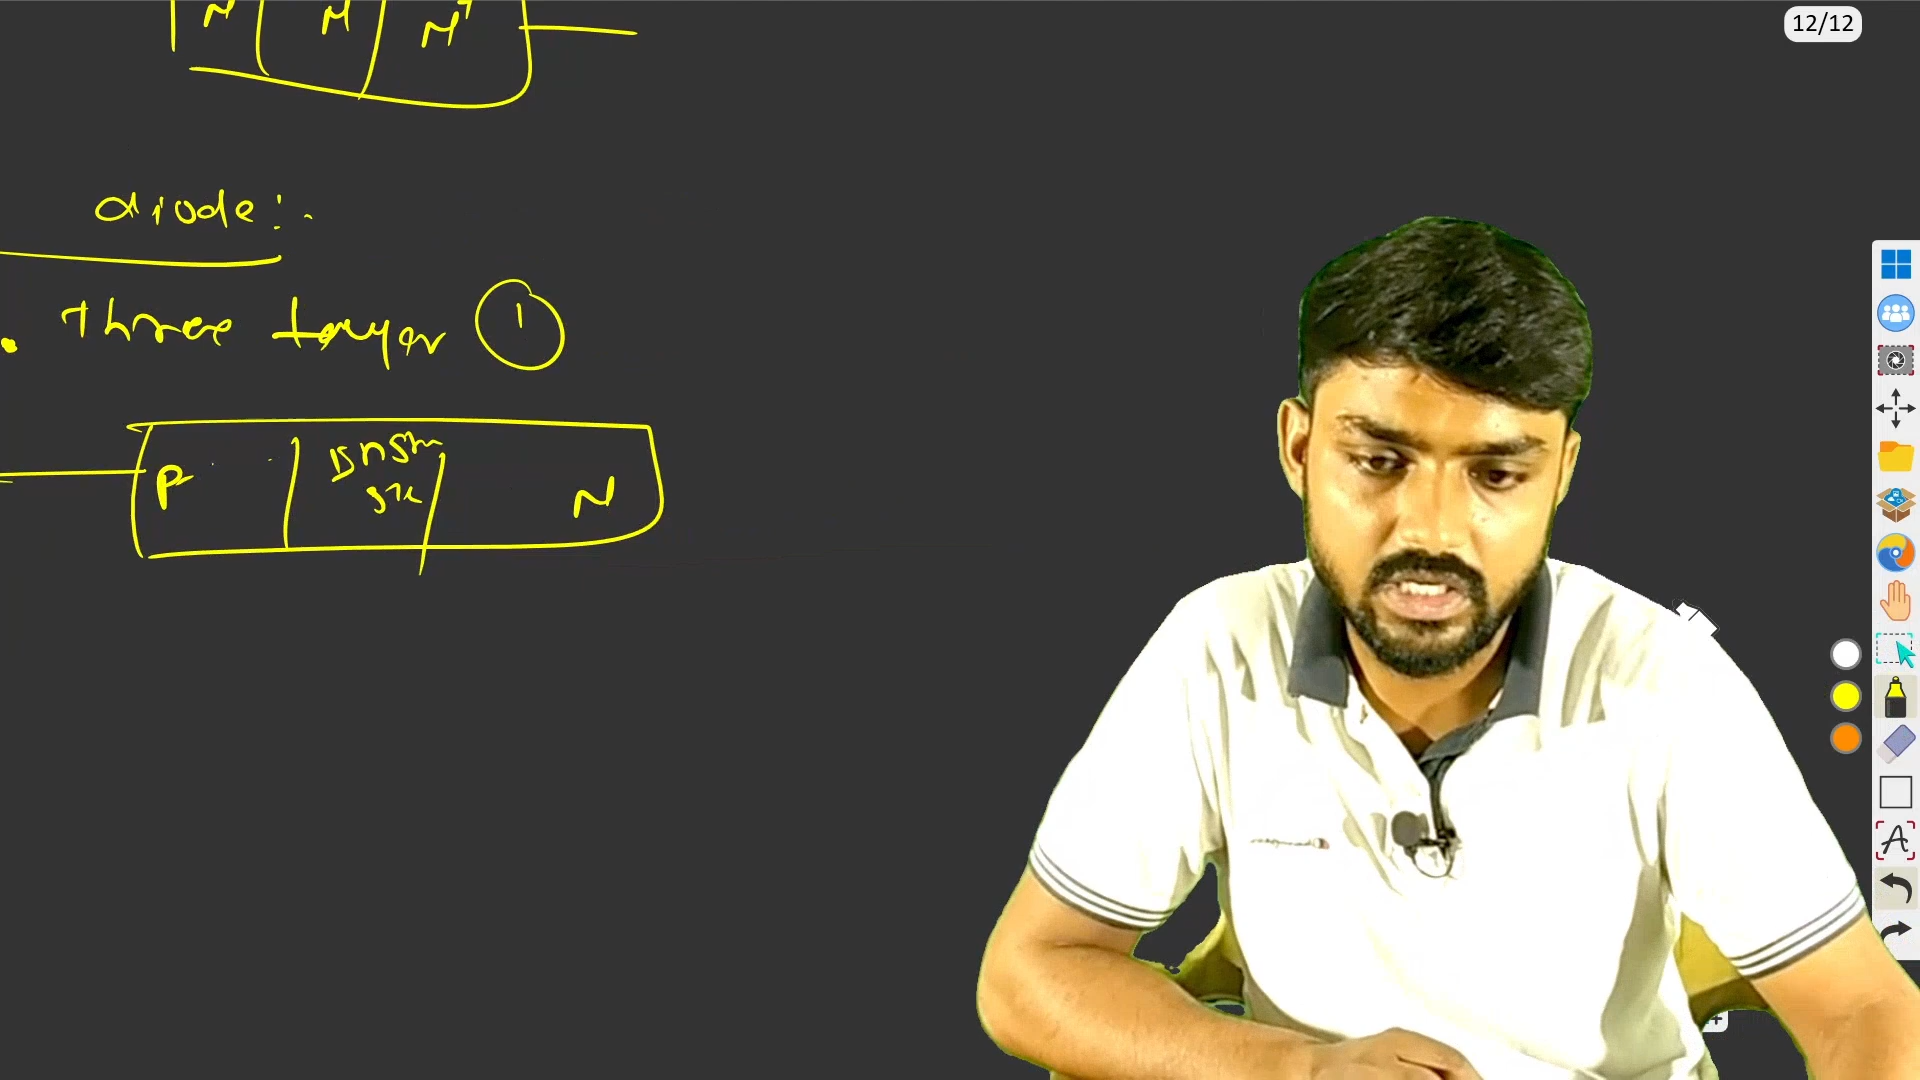 N N N+
12/12
diode :-
. Three layer ①
P N